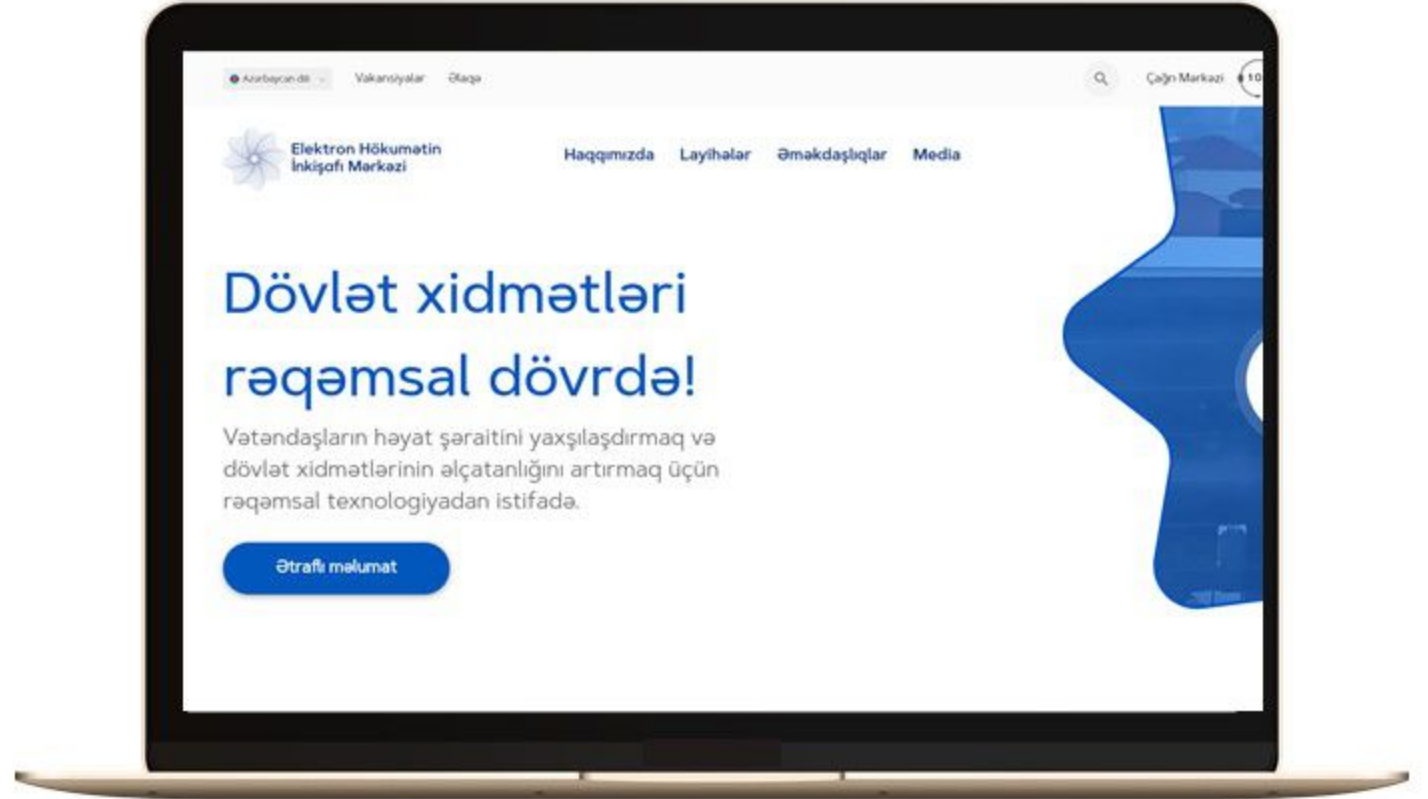 Azərbaycan dili
Vakansiyalar
Əlaqə
Çağrı Mərkəzi
Elektron Hökumətin
İnkişafı Mərkəzi
Haqqımızda
Layihələr
Əməkdaşlıqlar
Media
Dövlət xidmətləri
rəqəmsal dövrdə!
Vətəndaşların həyat şəraitini yaxşılaşdırmaq və
dövlət xidmətlərinin əlçatanlığını artırmaq üçün
rəqəmsal texnologiyadan istifadə.
Ətraflı məlumat